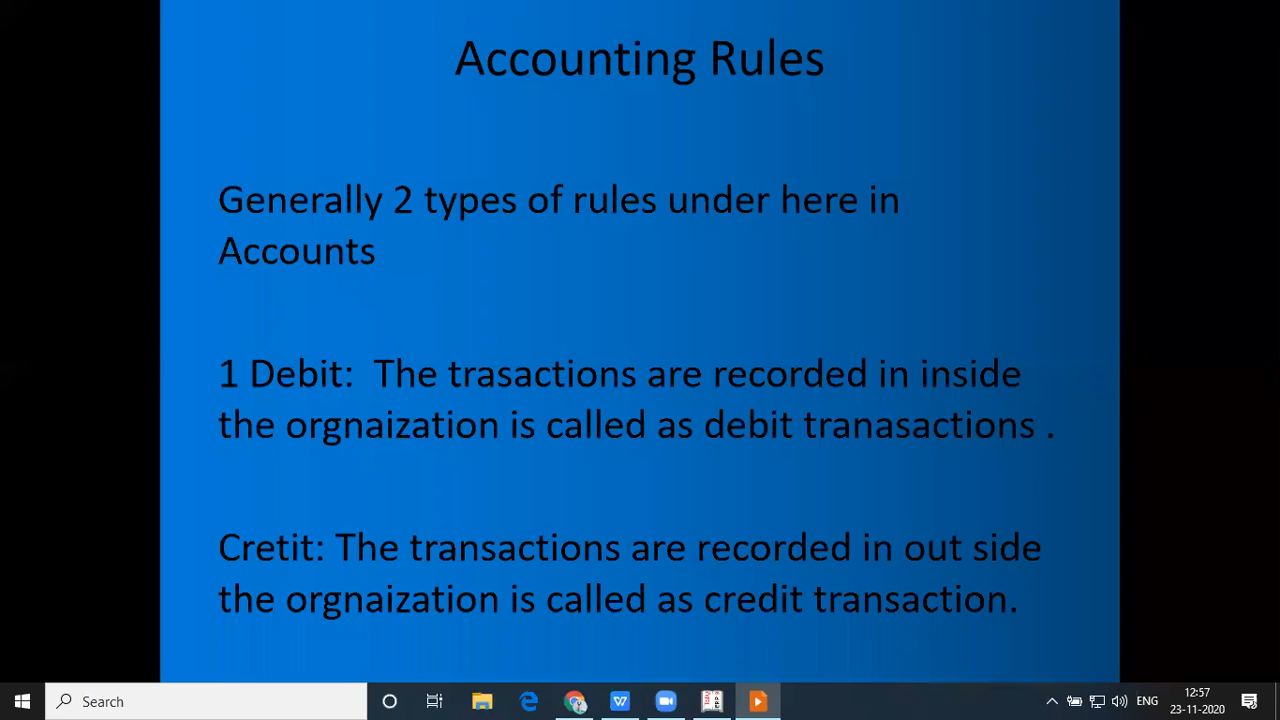 Accounting Rules
Generally 2 types of rules under here in
Accounts
1 Debit:  The trasactions are recorded in inside
the orgnaization is called as debit tranasactions .
Cretit: The transactions are recorded in out side
the orgnaization is called as credit transaction.
Search
ENG
12:57
23-11-2020